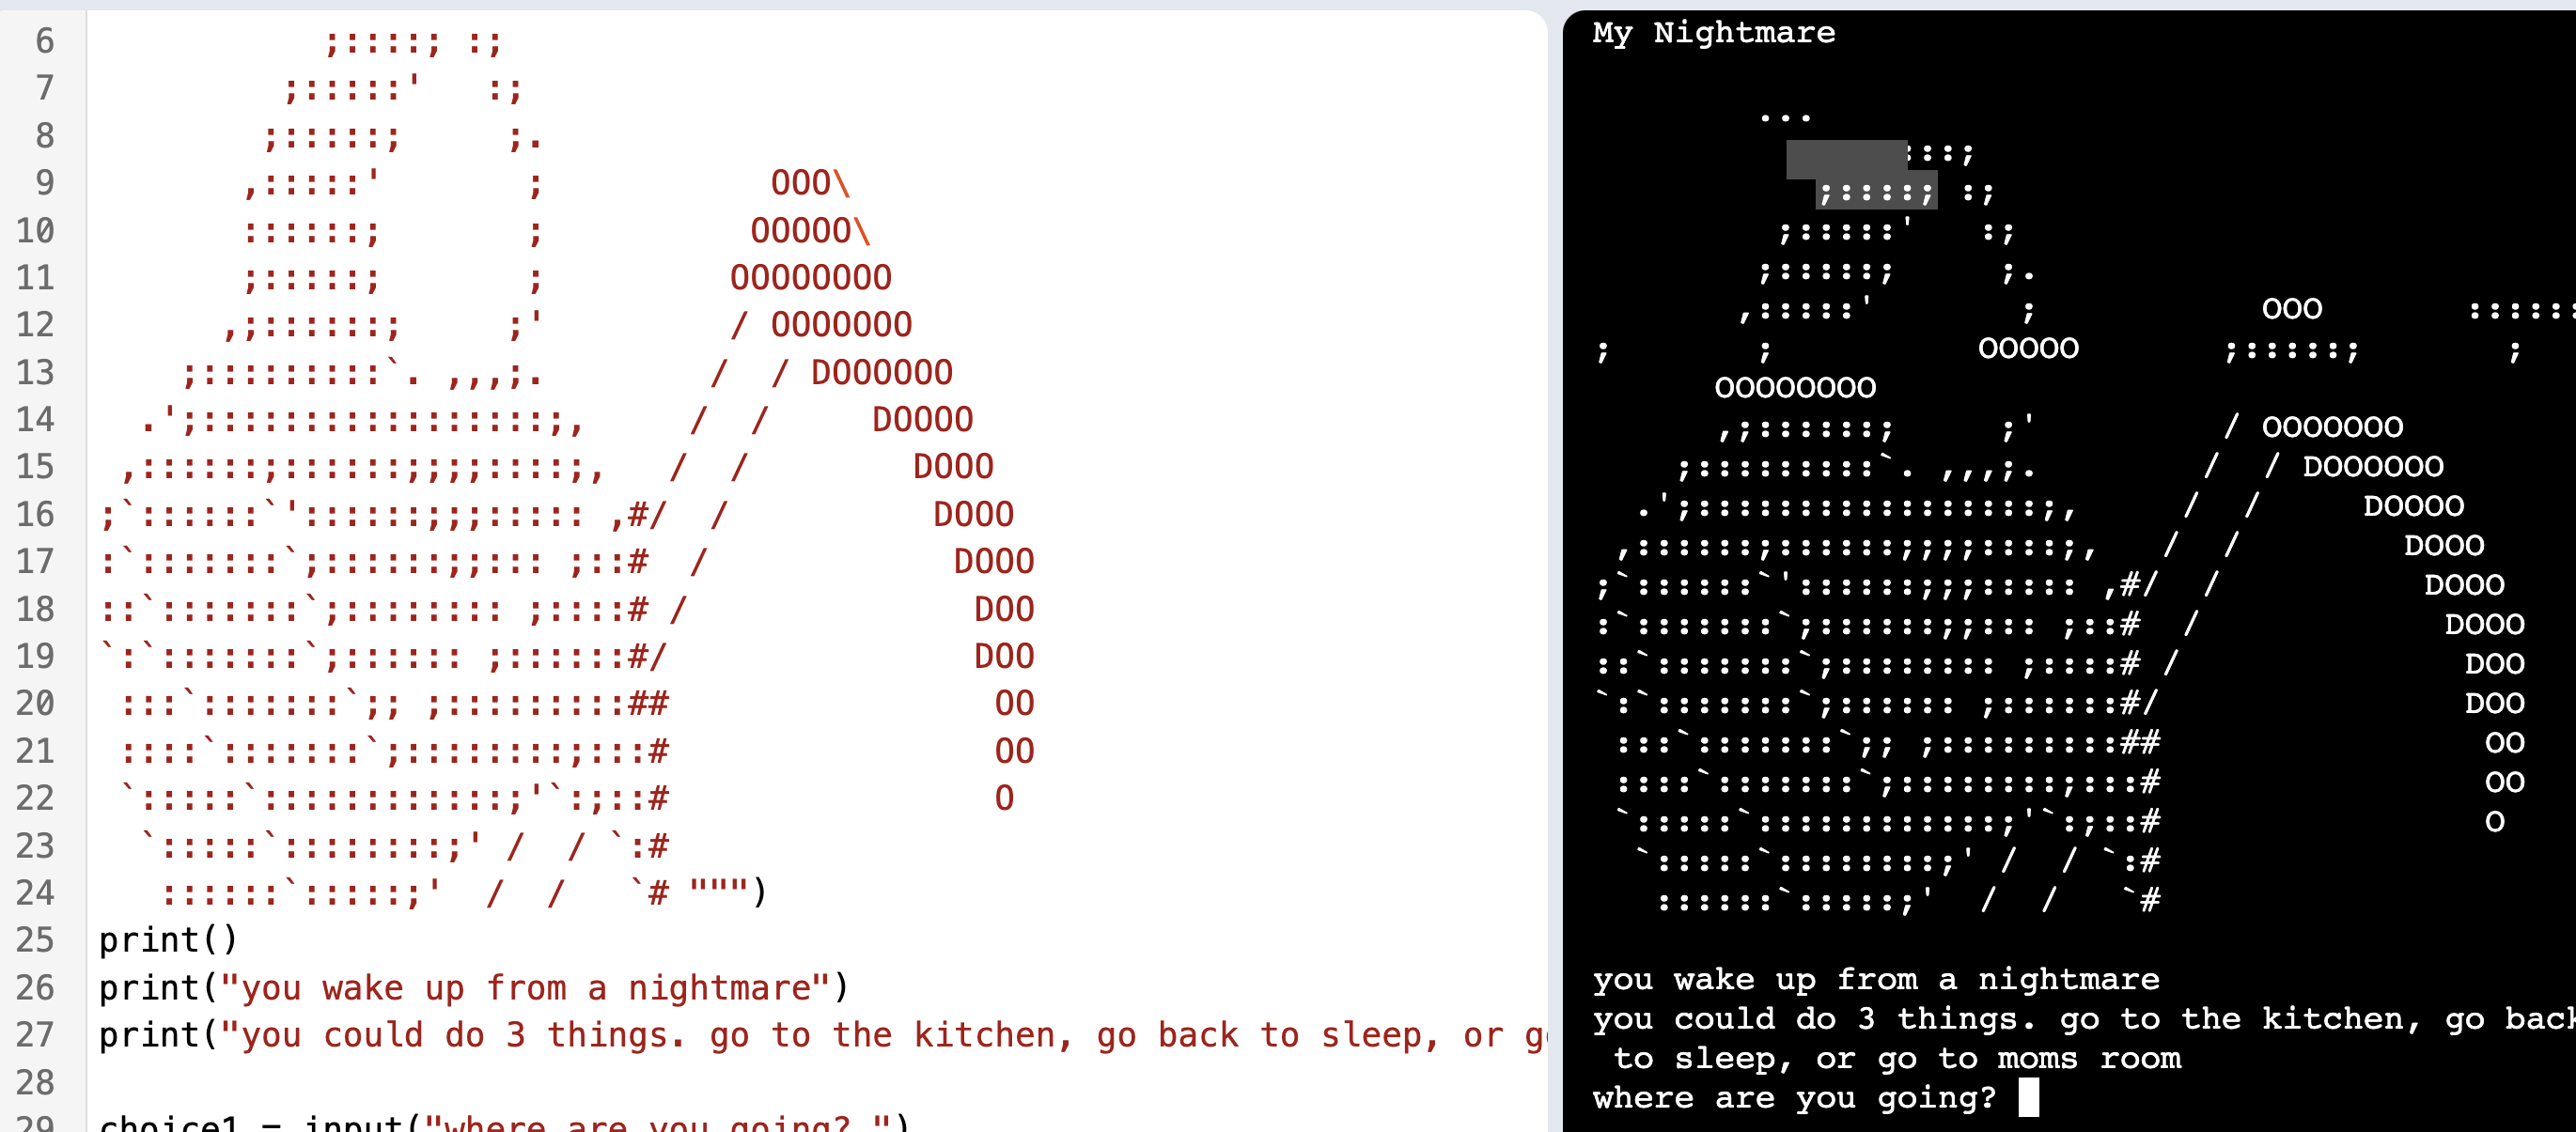 6             ;:::::; :;
7           ;:::::'   :;
8          ;:::::;     ;.
9         ,:::::'       ;           OOO\
10        ::::::;       ;          OOOOO\
11        ;:::::;       ;         OOOOOOOO
12       ,;::::::;     ;'         / OOOOOOO
13     ;:::::::::`. ,,,;.        /  / DOOOOOO
14   .';:::::::::::::::::;,     /  /     DOOOO
15  ,::::::;::::::;;;;::::;,   /  /        DOOO
16 ;`::::::`'::::::;;;::::: ,#/  /          DOOO
17 :`:::::::`;::::::;;::: ;::#  /            DOOO
18 ::`:::::::`;:::::::: ;::::# /              DOO
19 `:`:::::::`;:::::: ;::::::#/               DOO
20  :::`:::::::`;; ;:::::::::##                OO
21  ::::`:::::::`;::::::::;:::#                OO
22  `:::::`::::::::::::;'`:;::#                O
23   `:::::`::::::::;' /  / `:#
24    ::::::`:::::;'  /  /   `# """)
25 print()
26 print("you wake up from a nightmare")
27 print("you could do 3 things. go to the kitchen, go back to sleep, or g
28
29 choice1 = input("where are you going? ")
My Nightmare
        ...
               :::;
           ;:::::; :;
         ;:::::'   :;
        ;:::::;     ;.
       ,:::::'       ;           OOO       ::::::
;       ;          OOOOO       ;:::::;       ;
      OOOOOOOO
      ,;::::::;     ;'         / OOOOOOO
    ;:::::::::`. ,,,;.        /  / DOOOOOO
  .';:::::::::::::::::;,     /  /     DOOOO
 ,::::::;::::::;;;;::::;,   /  /        DOOO
;`::::::`'::::::;;;::::: ,#/  /          DOOO
:`:::::::`;::::::;;::: ;::#  /            DOOO
::`:::::::`;:::::::: ;::::# /              DOO
`:`:::::::`;:::::: ;::::::#/               DOO
 :::`:::::::`;; ;:::::::::##                OO
 ::::`:::::::`;::::::::;:::#                OO
 `:::::`::::::::::::;'`:;::#                O
  `:::::`::::::::;' /  / `:#
   ::::::`:::::;'  /  /   `#
you wake up from a nightmare
you could do 3 things. go to the kitchen, go back
 to sleep, or go to moms room
where are you going?